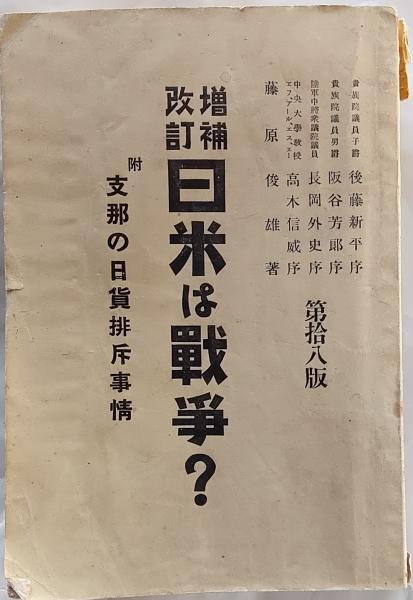 貴族院議員子爵 後藤新平序
貴族院議員男爵 阪谷芳郎序
陸軍中將衆議院議員 長岡外史序
中央大學教授 エフ、アール、エス、エー 高木信威序
藤原俊雄著
第拾八版
增補
改訂
日米は戰爭?
附 支那の日貨排斥事情